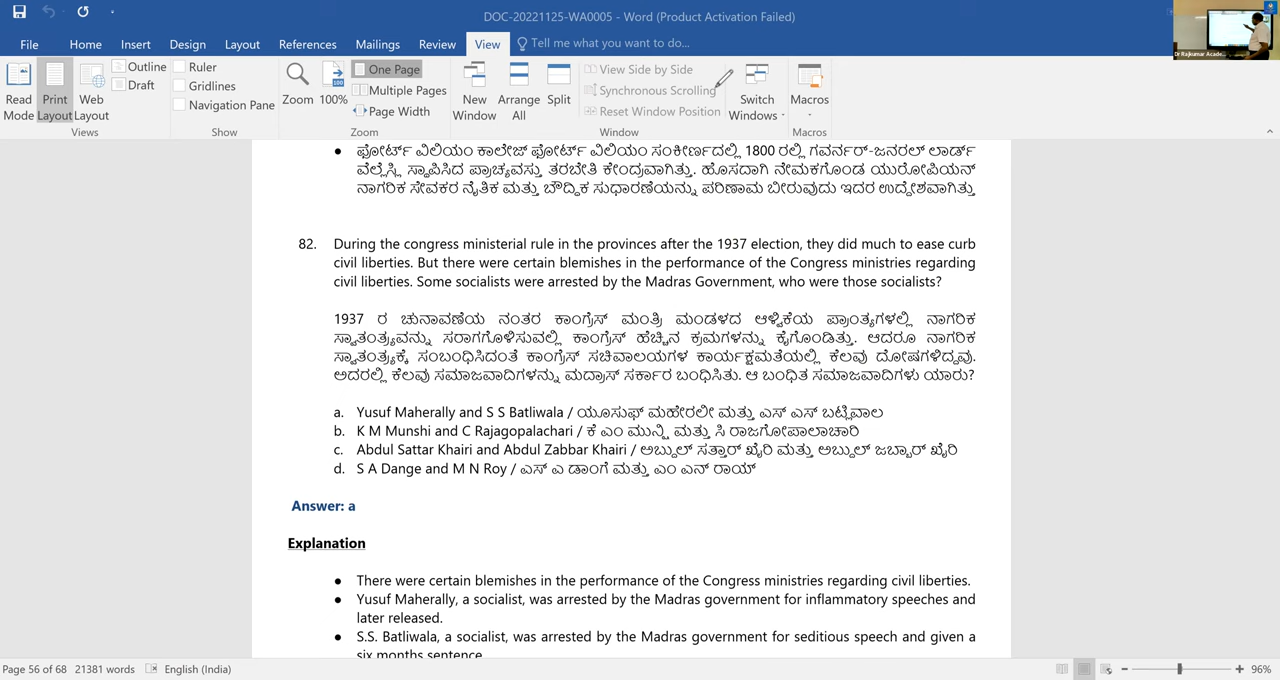 DOC-20221125-WA0005 - Word (Product Activation Failed)
File Home Insert Design Layout References Mailings Review View Tell me what you want to do...
Read Mode Print Layout Web Layout Outline Draft
Views
Ruler
Gridlines
Navigation Pane
Show
Zoom 100% One Page
Multiple Pages
Page Width
Zoom
New Window Arrange All Split
View Side by Side
Synchronous Scrolling
Reset Window Position
Switch Windows
Window
Macros
Macros
Dr Rajkumar Acade...
• ಫೋರ್ಟ್ ವಿಲಿಯಂ ಕಾಲೇಜ್ ಫೋರ್ಟ್ ವಿಲಿಯಂ ಸಂಕೀರ್ಣದಲ್ಲಿ 1800 ರಲ್ಲಿ ಗವರ್ನರ್-ಜನರಲ್ ಲಾರ್ಡ್
ವೆಲ್ಲೆಸ್ಲಿ ಸ್ಥಾಪಿಸಿದ ಪ್ರಾಚ್ಯವಸ್ತು ತರಬೇತಿ ಕೇಂದ್ರವಾಗಿತ್ತು. ಹೊಸದಾಗಿ ನೇಮಕಗೊಂಡ ಯುರೋಪಿಯನ್
ನಾಗರಿಕ ಸೇವಕರ ನೈತಿಕ ಮತ್ತು ಬೌದ್ಧಿಕ ಸುಧಾರಣೆಯನ್ನು ಪರಿಣಾಮ ಬೀರುವುದು ಇದರ ಉದ್ದೇಶವಾಗಿತ್ತು
82. During the congress ministerial rule in the provinces after the 1937 election, they did much to ease curb
civil liberties. But there were certain blemishes in the performance of the Congress ministries regarding
civil liberties. Some socialists were arrested by the Madras Government, who were those socialists?
1937 ರ ಚುನಾವಣೆಯ ನಂತರ ಕಾಂಗ್ರೆಸ್ ಮಂತ್ರಿ ಮಂಡಳದ ಆಳ್ವಿಕೆಯ ಪ್ರಾಂತ್ಯಗಳಲ್ಲಿ ನಾಗರಿಕ
ಸ್ವಾತಂತ್ರ್ಯವನ್ನು ಸರಾಗಗೊಳಿಸುವಲ್ಲಿ ಕಾಂಗ್ರೆಸ್ ಹೆಚ್ಚಿನ ಕ್ರಮಗಳನ್ನು ಕೈಗೊಂಡಿತ್ತು. ಆದರೂ ನಾಗರಿಕ
ಸ್ವಾತಂತ್ರ್ಯಕ್ಕೆ ಸಂಬಂಧಿಸಿದಂತೆ ಕಾಂಗ್ರೆಸ್ ಸಚಿವಾಲಯಗಳ ಕಾರ್ಯಕ್ಷಮತೆಯಲ್ಲಿ ಕೆಲವು ದೋಷಗಳಿದ್ದವು.
ಅದರಲ್ಲಿ ಕೆಲವು ಸಮಾಜವಾದಿಗಳನ್ನು ಮದ್ರಾಸ್ ಸರ್ಕಾರ ಬಂಧಿಸಿತು. ಆ ಬಂಧಿತ ಸಮಾಜವಾದಿಗಳು ಯಾರು?
a. Yusuf Maherally and S S Batliwala / ಯೂಸುಫ್ ಮಹೇರಲೀ ಮತ್ತು ಎಸ್ ಎಸ್ ಬಟ್ಲಿವಾಲ
b. K M Munshi and C Rajagopalachari / ಕೆ ಎಂ ಮುನ್ಷಿ ಮತ್ತು ಸಿ ರಾಜಗೋಪಾಲಾಚಾರಿ
c. Abdul Sattar Khairi and Abdul Zabbar Khairi / ಅಬ್ದುಲ್ ಸತ್ತಾರ್ ಖೈರಿ ಮತ್ತು ಅಬ್ದುಲ್ ಜಬ್ಬಾರ್ ಖೈರಿ
d. S A Dange and M N Roy / ಎಸ್ ಎ ಡಾಂಗೆ ಮತ್ತು ಎಂ ಎನ್ ರಾಯ್
Answer: a
Explanation
• There were certain blemishes in the performance of the Congress ministries regarding civil liberties.
• Yusuf Maherally, a socialist, was arrested by the Madras government for inflammatory speeches and
later released.
• S.S. Batliwala, a socialist, was arrested by the Madras government for seditious speech and given a
six months sentence
Page 56 of 68 21381 words English (India) 96%